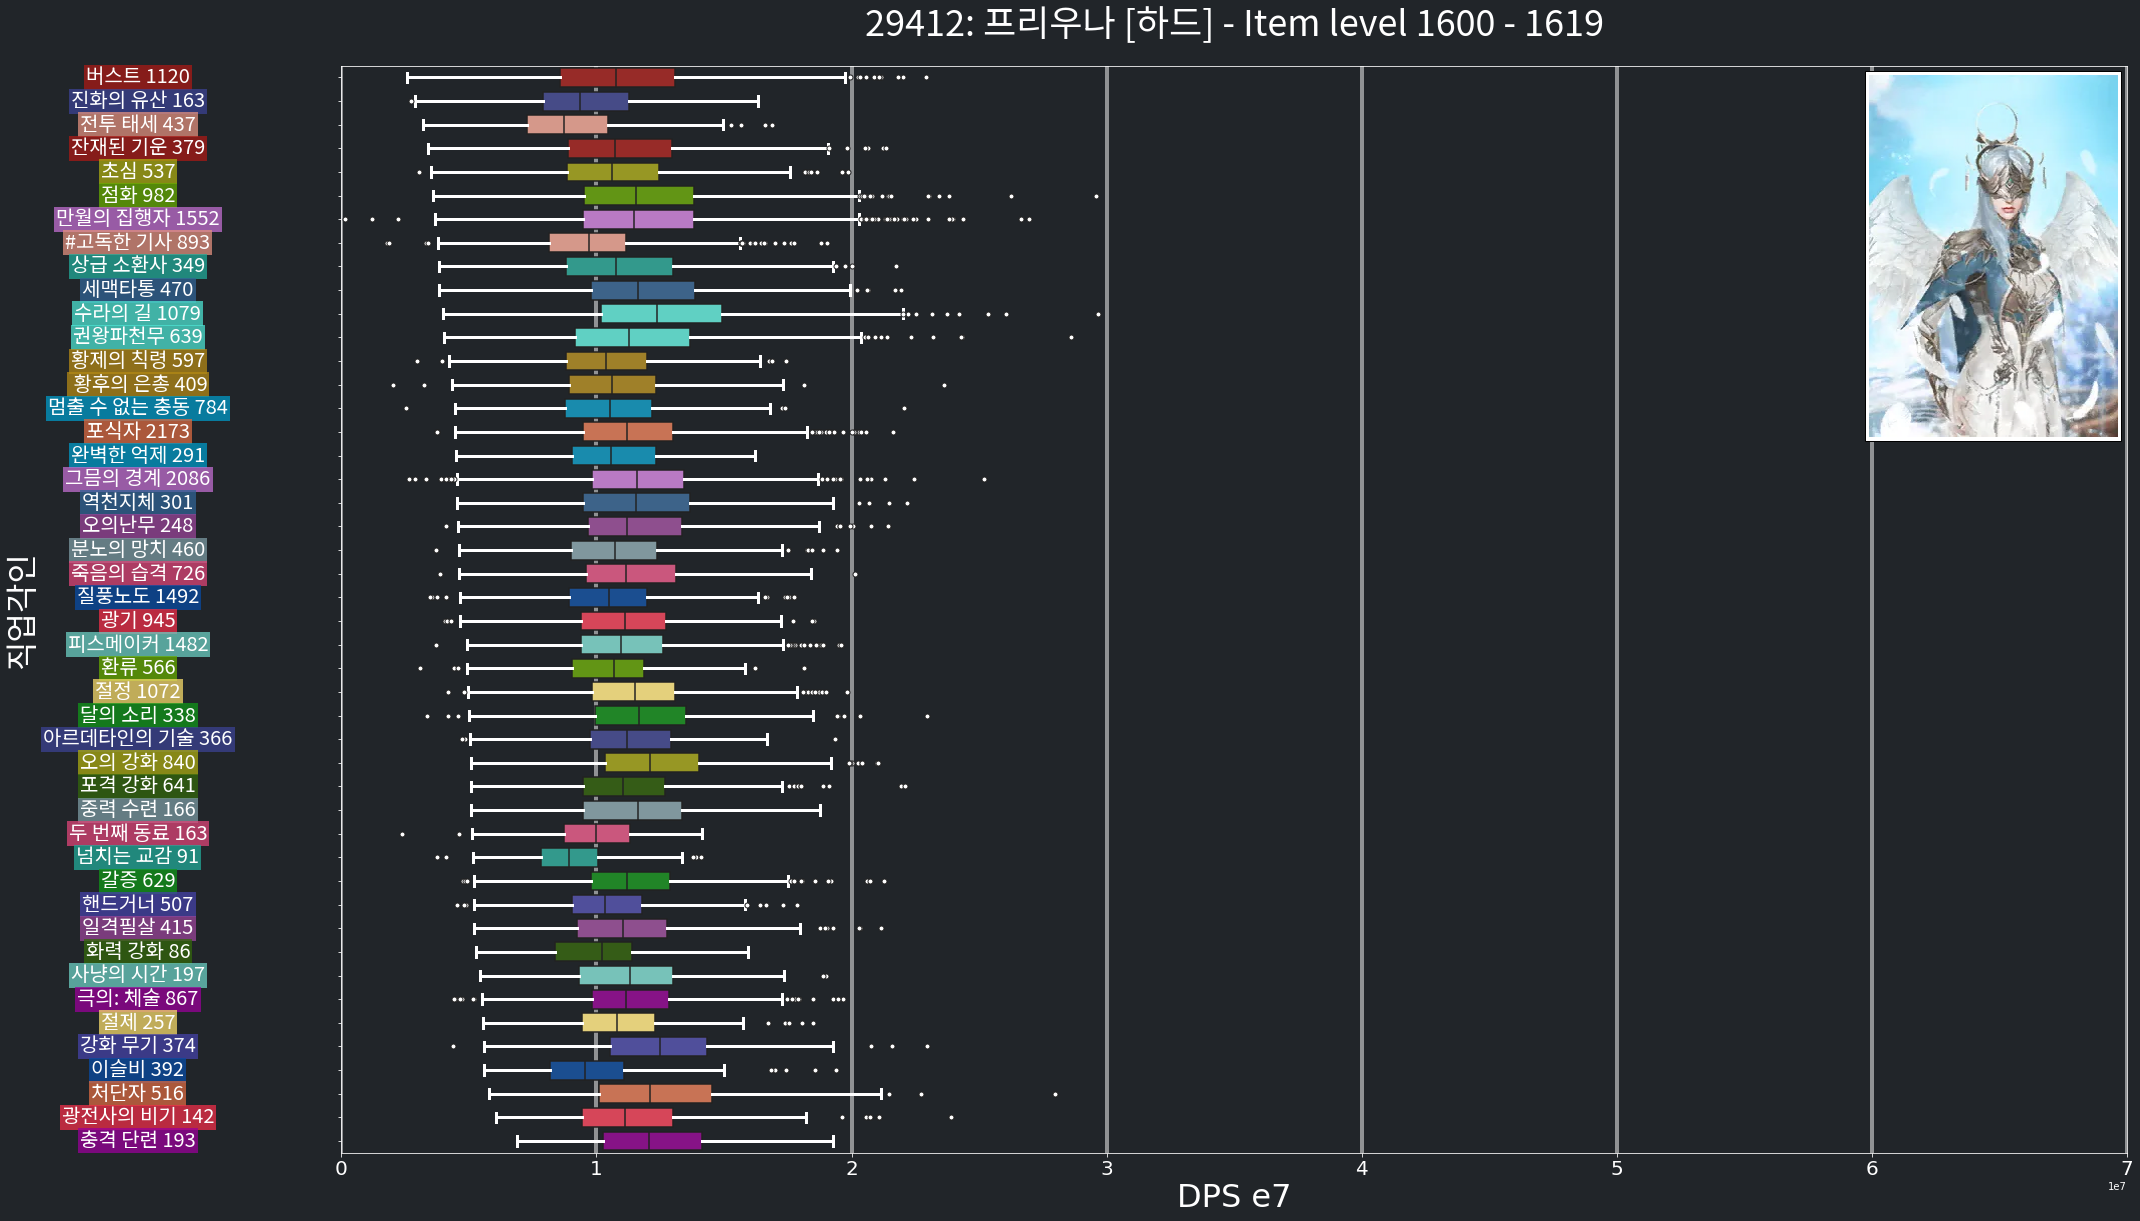 29412: 프리우나 [하드] - Item level 1600 - 1619
직업각인
버스트 1120
진화의 유산 163
전투 태세 437
잔재된 기운 379
초심 537
점화 982
만월의 집행자 1552
#고독한 기사 893
상급 소환사 349
세맥타통 470
수라의 길 1079
권왕파천무 639
황제의 칙령 597
황후의 은총 409
멈출 수 없는 충동 784
포식자 2173
완벽한 억제 291
그믐의 경계 2086
역천지체 301
오의난무 248
분노의 망치 460
죽음의 습격 726
질풍노도 1492
광기 945
피스메이커 1482
환류 566
절정 1072
달의 소리 338
아르데타인의 기술 366
오의 강화 840
포격 강화 641
중력 수련 166
두 번째 동료 163
넘치는 교감 91
갈증 629
핸드거너 507
일격필살 415
화력 강화 86
사냥의 시간 197
극의: 체술 867
절제 257
강화 무기 374
이슬비 392
처단자 516
광전사의 비기 142
충격 단련 193
0 1 2 3 4 5 6 7
1e7
DPS e7